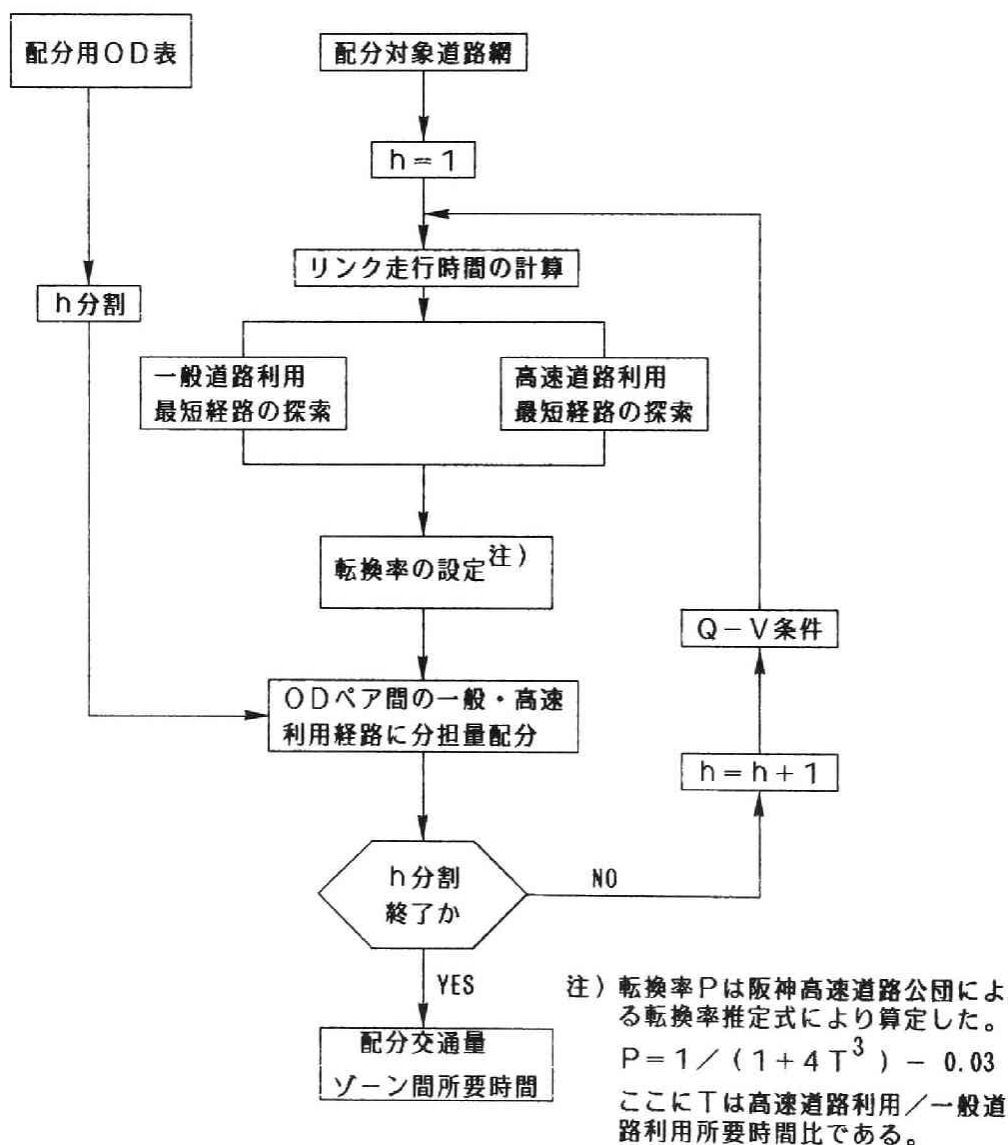 配分用OD表
配分対象道路網
h=1
リンク走行時間の計算
h分割
一般道路利用
最短経路の探索
高速道路利用
最短経路の探索
転換率の設定注)
Q-V条件
ODペア間の一般・高速
利用経路に分担量配分
h=h+1
h分割
終了か
NO
YES
配分交通量
ゾーン間所要時間
注)転換率Pは阪神高速道路公団によ
る転換率推定式により算定した。
P=1/(1+4T³)-0.03
ここにTは高速道路利用/一般道
路利用所要時間比である。